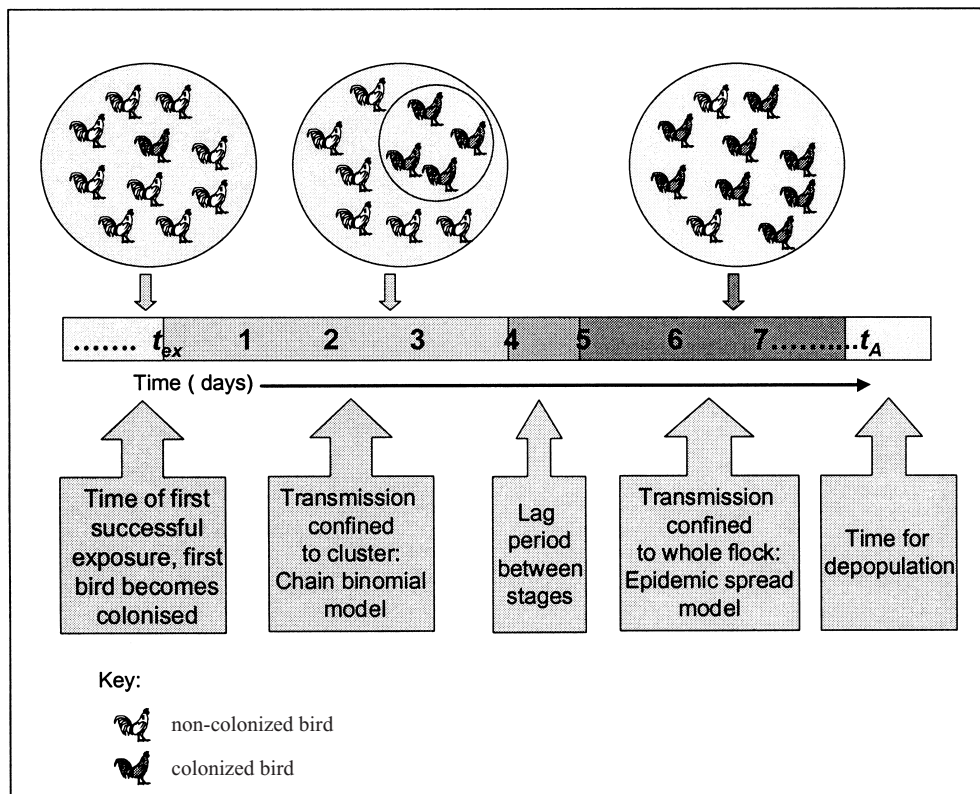 ....... tex 1 2 3 4 5 6 7..........tA
Time ( days)
Time of first
successful
exposure, first
bird becomes
colonised
Transmission
confined
to cluster:
Chain binomial
model
Lag
period
between
stages
Transmission
confined
to whole flock:
Epidemic spread
model
Time for
depopulation
Key:
non-colonized bird
colonized bird